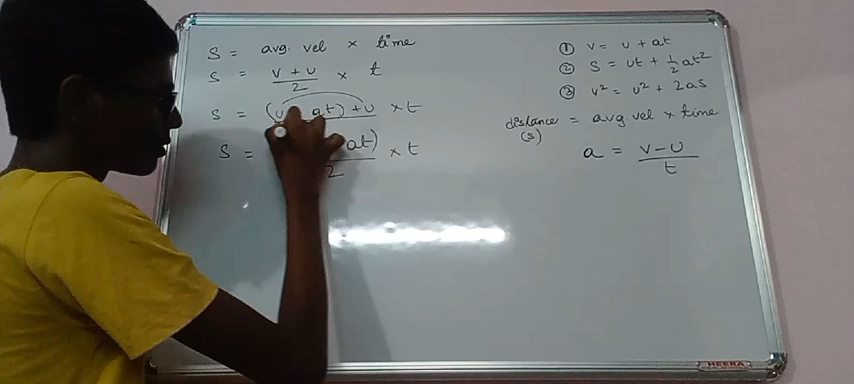 S = avg. vel × time
S = v + u / 2 × t
S = (u at) + u × t
S = at) / 2 × t
① v = u + at
② S = ut + 1/2 at²
③ v² = u² + 2as
distance = avg vel × time
(s)
a = v - u / t
HEERA